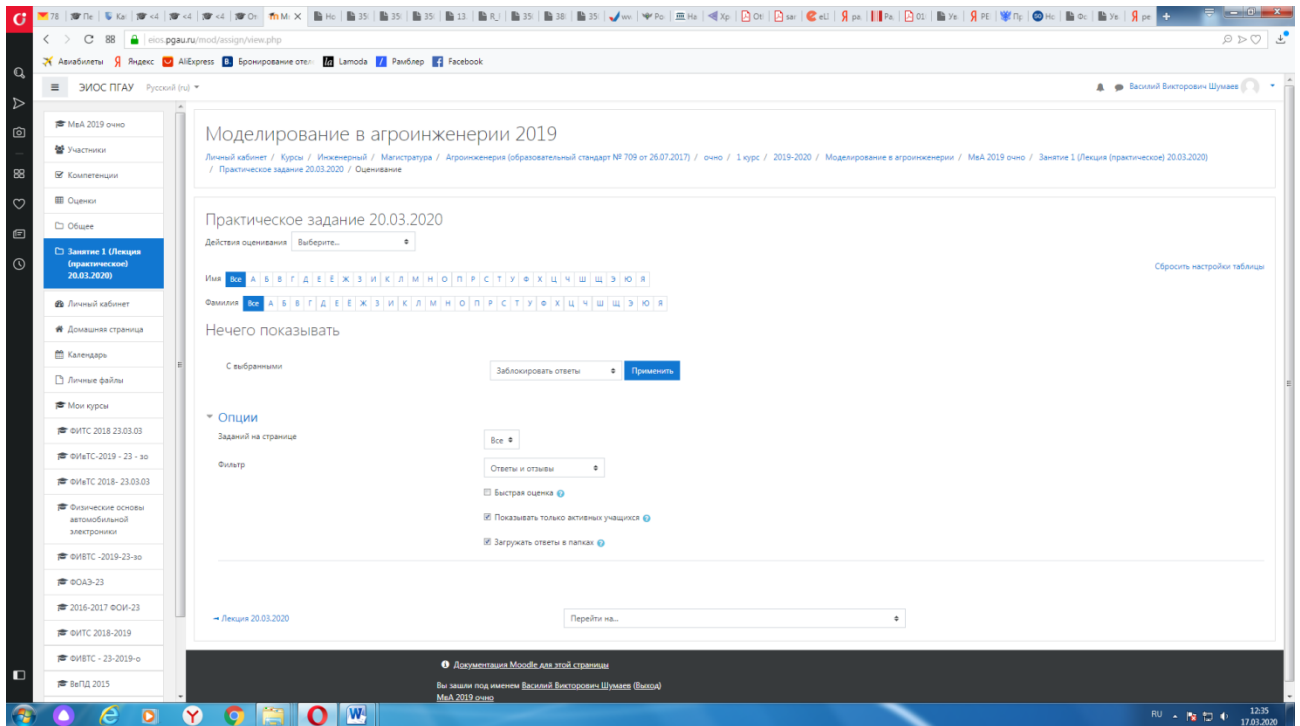 eios.pgau.ru/mod/assign/view.php
Авиабилеты Яндекс AliExpress Бронирование отел Lamoda Рамблер Facebook
ЭИОС ПГАУ Русский (ru)
Василий Викторович Шумаев
МвА 2019 очно
Участники
Компетенции
Оценки
Общее
Занятие 1 (Лекция
(практическое)
20.03.2020)
Личный кабинет
Домашняя страница
Календарь
Личные файлы
Мои курсы
ФИТС 2018 23.03.03
ФИвТС-2019 - 23 - зо
ФИвТС 2018- 23.03.03
Физические основы
автомобильной
электроники
ФИВТС -2019-23-зо
ФОАЭ-23
2016-2017 ФОИ-23
ФИТС 2018-2019
ФИВТС - 23-2019-о
ВвПД 2015
Моделирование в агроинженерии 2019
Личный кабинет / Курсы / Инженерный / Магистратура / Агроинженерия (образовательный стандарт № 709 от 26.07.2017) / очно / 1 курс / 2019-2020 / Моделирование в агроинженерии / МвА 2019 очно / Занятие 1 (Лекция (практическое) 20.03.2020)
/ Практическое задание 20.03.2020 / Оценивание
Практическое задание 20.03.2020
Действия оценивания Выберите...
Сбросить настройки таблицы
Имя Все А Б В Г Д Е Ё Ж З И К Л М Н О П Р С Т У Ф Х Ц Ч Ш Щ Э Ю Я
Фамилия Все А Б В Г Д Е Ё Ж З И К Л М Н О П Р С Т У Ф Х Ц Ч Ш Щ Э Ю Я
Нечего показывать
С выбранными Заблокировать ответы Применить
Опции
Заданий на странице Все
Фильтр Ответы и отзывы
Быстрая оценка
Показывать только активных учащихся
Загружать ответы в папках
Лекция 20.03.2020 Перейти на...
Документация Moodle для этой страницы
Вы зашли под именем Василий Викторович Шумаев (Выход)
МвА 2019 очно
RU 12:35
17.03.2020